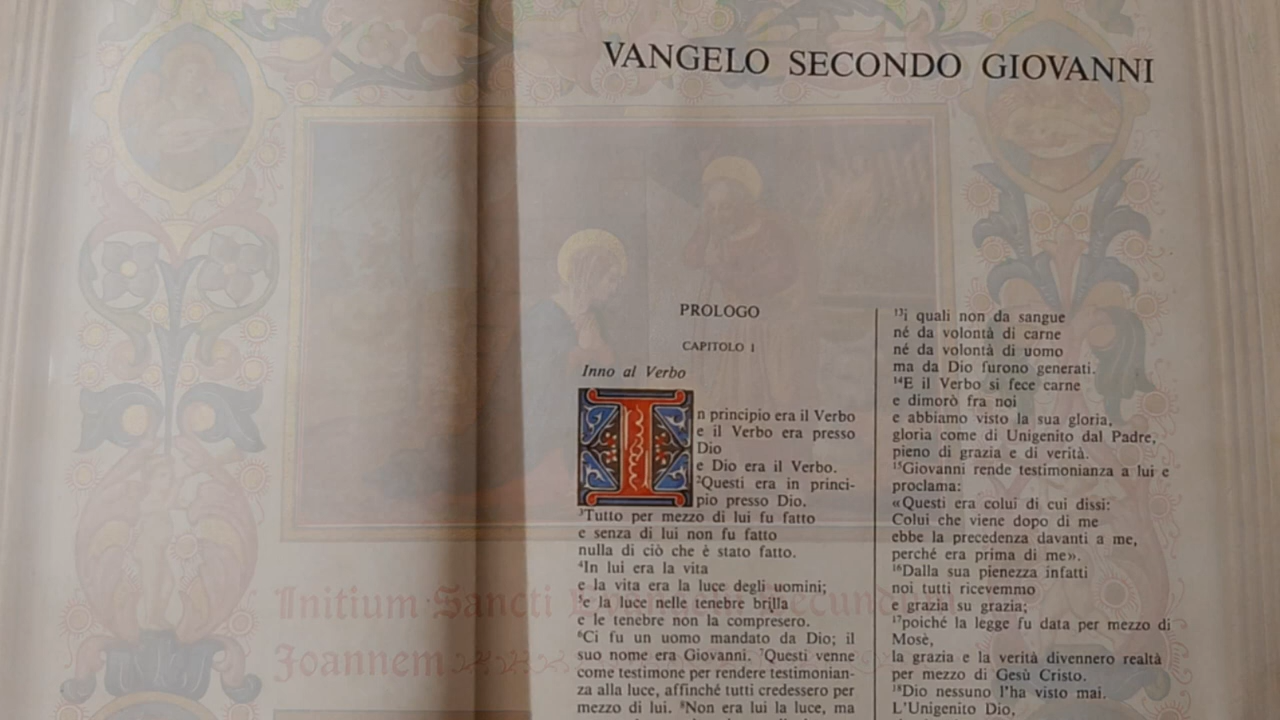 VANGELO SECONDO GIOVANNI
PROLOGO
CAPITOLO 1
Inno al Verbo
In principio era il Verbo
e il Verbo era presso
Dio
e Dio era il Verbo.
²Questi era in princi-
pio presso Dio.
³Tutto per mezzo di lui fu fatto
e senza di lui non fu fatto
nulla di ciò che è stato fatto.
⁴In lui era la vita
e la vita era la luce degli uomini;
⁵e la luce nelle tenebre brilla
e le tenebre non la compresero.
⁶Ci fu un uomo mandato da Dio; il
suo nome era Giovanni. ⁷Questi venne
come testimone per rendere testimonian-
za alla luce, affinché tutti credessero per
mezzo di lui. ⁸Non era lui la luce, ma
¹³i quali non da sangue
né da volontà di carne
né da volontà di uomo
ma da Dio furono generati.
¹⁴E il Verbo si fece carne
e dimorò fra noi
e abbiamo visto la sua gloria,
gloria come di Unigenito dal Padre,
pieno di grazia e di verità.
¹⁵Giovanni rende testimonianza a lui e
proclama:
«Questi era colui di cui dissi:
Colui che viene dopo di me
ebbe la precedenza davanti a me,
perché era prima di me».
¹⁶Dalla sua pienezza infatti
noi tutti ricevemmo
e grazia su grazia;
¹⁷poiché la legge fu data per mezzo di
Mosè,
la grazia e la verità divennero realtà
per mezzo di Gesù Cristo.
¹⁸Dio nessuno l'ha visto mai.
L'Unigenito Dio,
Initium Sancti
Joannem